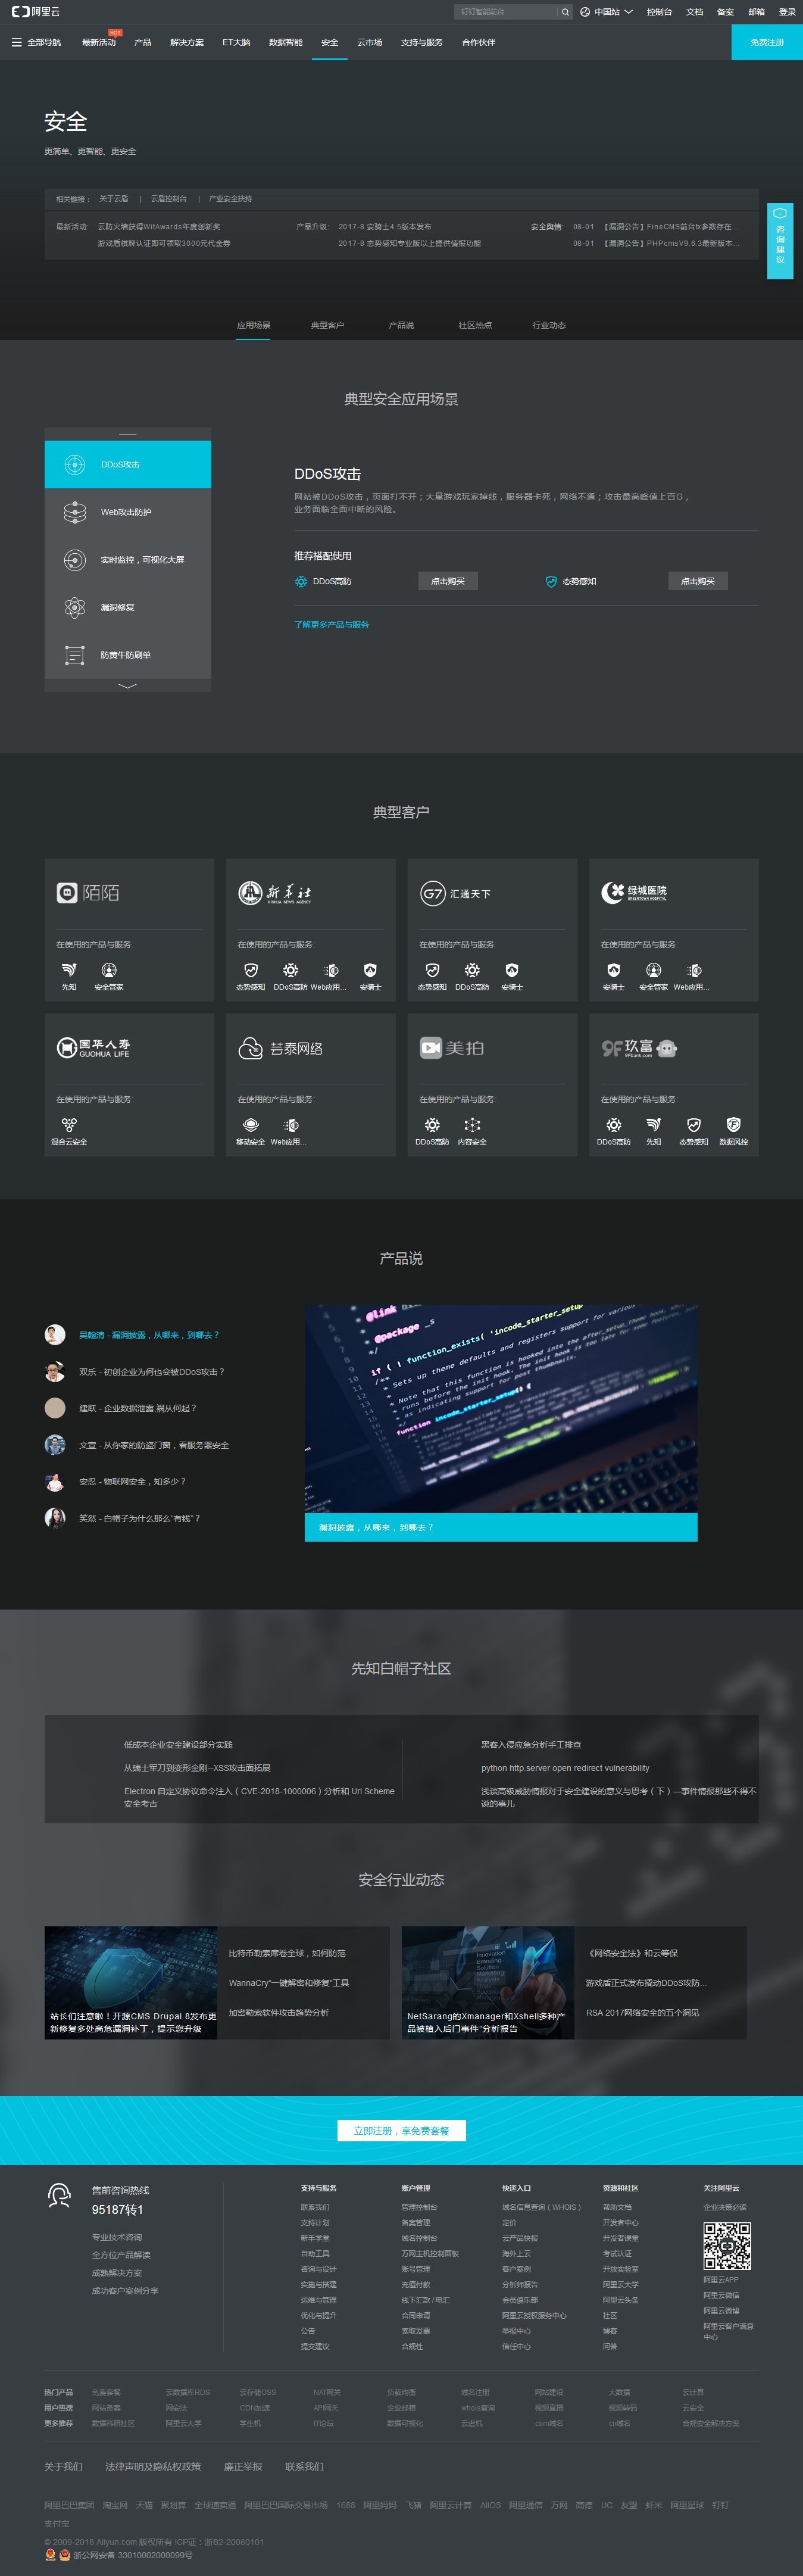 阿里云
钉钉智能前台
中国站 控制台 文档 备案 邮箱 登录
全部导航 最新活动 HOT 产品 解决方案 ET大脑 数据智能 安全 云市场 支持与服务 合作伙伴 免费注册
安全
更简单、更智能、更安全
相关链接： 关于云盾 | 云盾控制台 | 产业安全扶持
最新活动: 云防火墙获得WitAwards年度创新奖 产品升级: 2017-8 安骑士4.5版本发布 安全舆情: 08-01 【漏洞公告】FineCMS前台tx参数存在...
游戏盾棋牌认证即可领取3000元代金券 2017-8 态势感知专业版以上提供情报功能 08-01 【漏洞公告】PHPcmsV9.6.3最新版本...
咨询建议
应用场景 典型客户 产品说 社区热点 行业动态
典型安全应用场景
DDoS攻击
Web攻击防护
实时监控，可视化大屏
漏洞修复
防黄牛防刷单
DDoS攻击
网站被DDoS攻击，页面打不开；大量游戏玩家掉线，服务器卡死，网络不通；攻击最高峰值上百G，
业务面临全面中断的风险。
推荐搭配使用
DDoS高防 点击购买 态势感知 点击购买
了解更多产品与服务
典型客户
陌陌 新华社 XINHUA NEWS AGENCY G7 汇通天下 绿城医院 GREENTOWN HOSPITAL
在使用的产品与服务: 在使用的产品与服务: 在使用的产品与服务: 在使用的产品与服务:
先知 安全管家 态势感知 DDoS高防 Web应用... 安骑士 态势感知 DDoS高防 安骑士 安骑士 安全管家 Web应用...
国华人寿 GUOHUA LIFE 芸泰网络 美拍 9F 玖富 9Fbank.com
在使用的产品与服务: 在使用的产品与服务: 在使用的产品与服务: 在使用的产品与服务:
混合云安全 移动安全 Web应用... DDoS高防 内容安全 DDoS高防 先知 态势感知 数据风控
产品说
吴翰清 - 漏洞披露，从哪来，到哪去？
双乐 - 初创企业为何也会被DDoS攻击？
建跃 - 企业数据泄露,祸从何起？
文宣 - 从你家的防盗门窗，看服务器安全
安忍 - 物联网安全，知多少？
笑然 - 白帽子为什么那么“有钱”？
@link
* @package _s
if ( ! function_exists( 'incode_starter_setup
/** * Sets up theme defaults and registers support for various
* Note that this function is hooked into the after_setup_theme hook,
* runs before the init hook. The init hook is too late for some
* as indicating support for post thumbnails.
function incode_starter_setup() {
漏洞披露，从哪来，到哪去？
先知白帽子社区
低成本企业安全建设部分实践
从瑞士军刀到变形金刚--XSS攻击面拓展
Electron 自定义协议命令注入（CVE-2018-1000006）分析和 Url Scheme
安全考古
黑客入侵应急分析手工排查
python http.server open redirect vulnerability
浅谈高级威胁情报对于安全建设的意义与思考（下）—事件情报那些不得不
说的事儿
安全行业动态
站长们注意啦！开源CMS Drupal 8发布更
新修复多处高危漏洞补丁，提示您升级
比特币勒索席卷全球，如何防范
WannaCry“一键解密和修复”工具
加密勒索软件攻击趋势分析
Innovation
Branding
Solution
Marketing
NetSarang的Xmanager和Xshell多种产
品被植入后门事件”分析报告
《网络安全法》和云等保
游戏盾正式发布撬动DDoS攻防...
RSA 2017网络安全的五个洞见
立即注册，享免费套餐
售前咨询热线
95187转1
专业技术咨询
全方位产品解读
成熟解决方案
成功客户案例分享
支持与服务
联系我们
支持计划
新手学堂
自助工具
咨询与设计
实施与搭建
运维与管理
优化与提升
公告
提交建议
账户管理
管理控制台
备案管理
域名控制台
万网主机控制面板
账号管理
充值付款
线下汇款 / 电汇
合同申请
索取发票
合规性
快速入口
域名信息查询（WHOIS）
定价
云产品快报
海外上云
客户案例
分析师报告
会员俱乐部
阿里云授权服务中心
举报中心
信任中心
资源和社区
帮助文档
开发者中心
开发者课堂
考试认证
开放实验室
阿里云大学
阿里云头条
社区
博客
问答
关注阿里云
企业决策必读
阿里云APP
阿里云微信
阿里云微博
阿里云客户满意
中心
热门产品 免费套餐 云数据库RDS 云存储OSS NAT网关 负载均衡 域名注册 网站建设 大数据 云计算
用户热搜 网站备案 网安法 CDN加速 API网关 企业邮箱 whois查询 视频直播 视频转码 云安全
更多推荐 数据科研社区 阿里云大学 学生机 IT论坛 数据可视化 云虚机 com域名 cn域名 合规安全解决方案
关于我们 法律声明及隐私权政策 廉正举报 联系我们
阿里巴巴集团 淘宝网 天猫 聚划算 全球速卖通 阿里巴巴国际交易市场 1688 阿里妈妈 飞猪 阿里云计算 AliOS 阿里通信 万网 高德 UC 友盟 虾米 阿里星球 钉钉
支付宝
© 2009-2018 Aliyun.com 版权所有 ICP证：浙B2-20080101
浙公网安备 33010002000099号